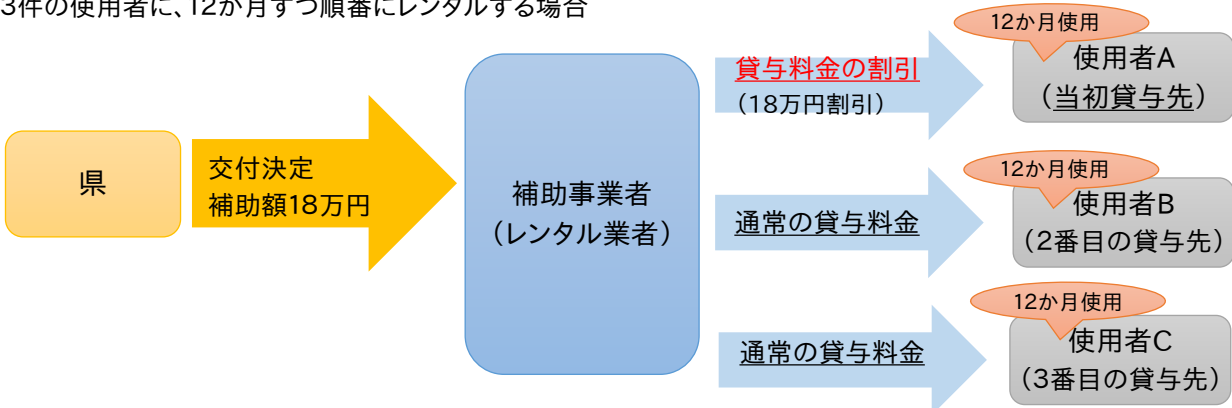 3件の使用者に、12か月ずつ順番にレンタルする場合
県
交付決定
補助額18万円
補助事業者
（レンタル業者）
貸与料金の割引
（18万円割引）
12か月使用
使用者A
（当初貸与先）
通常の貸与料金
12か月使用
使用者B
（2番目の貸与先）
通常の貸与料金
12か月使用
使用者C
（3番目の貸与先）